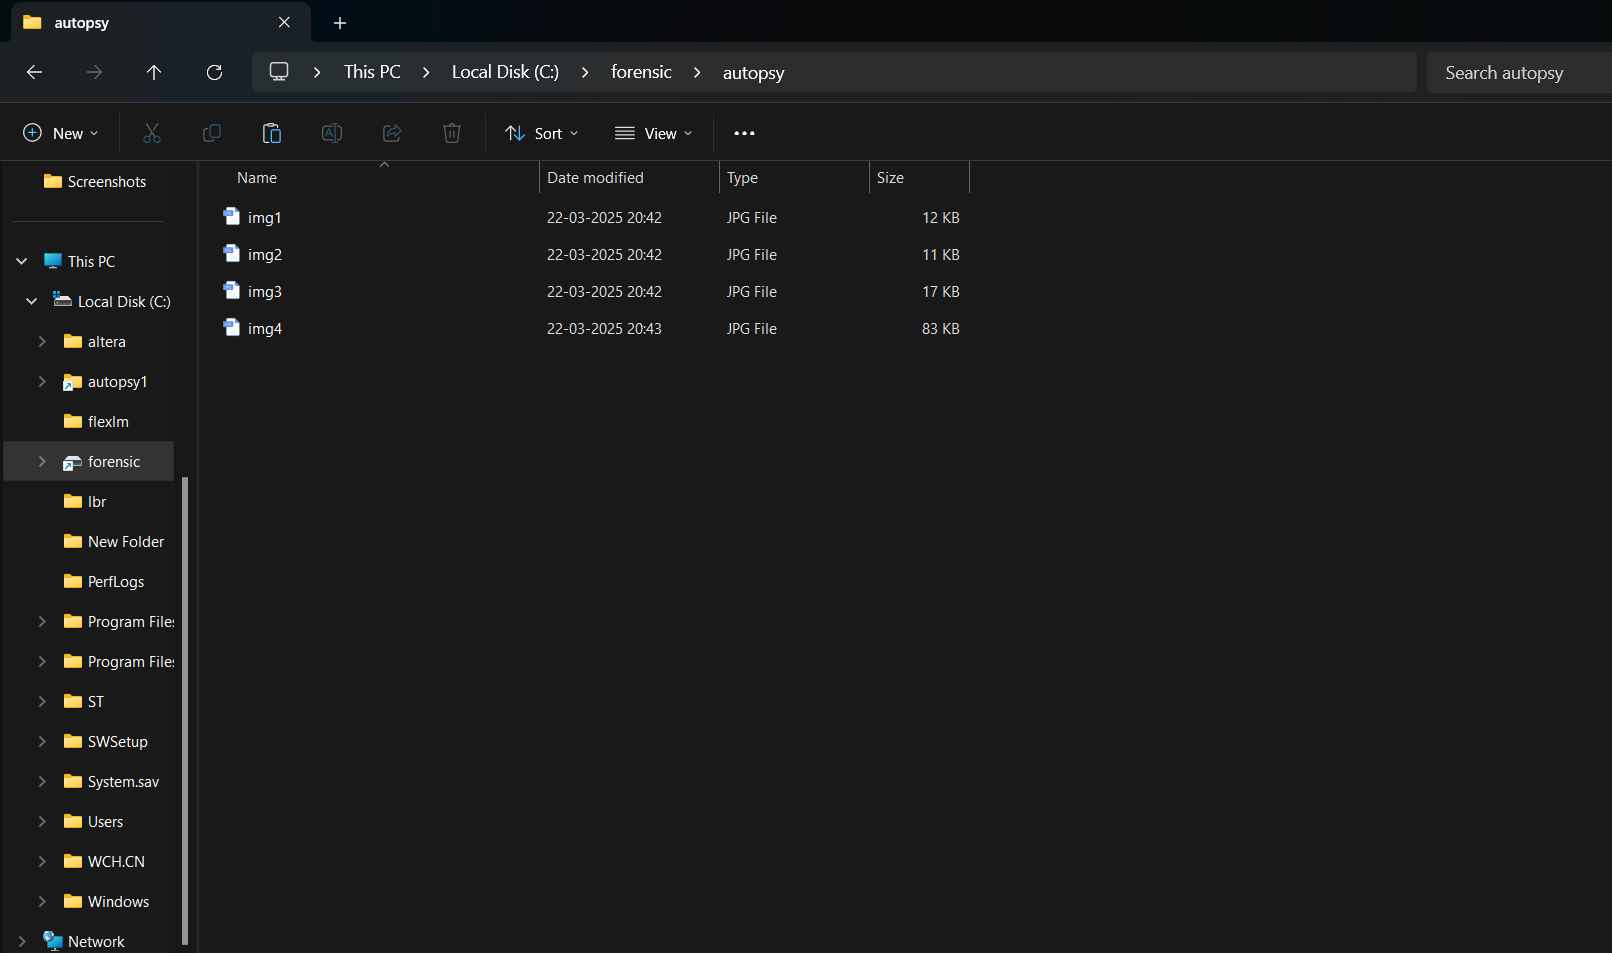 autopsy
This PC > Local Disk (C:) > forensic > autopsy
Search autopsy
New
Sort
View
Screenshots
This PC
Local Disk (C:)
altera
autopsy1
flexlm
forensic
lbr
New Folder
PerfLogs
Program Files
Program Files
ST
SWSetup
System.sav
Users
WCH.CN
Windows
Network
Name Date modified Type Size
img1 22-03-2025 20:42 JPG File 12 KB
img2 22-03-2025 20:42 JPG File 11 KB
img3 22-03-2025 20:42 JPG File 17 KB
img4 22-03-2025 20:43 JPG File 83 KB